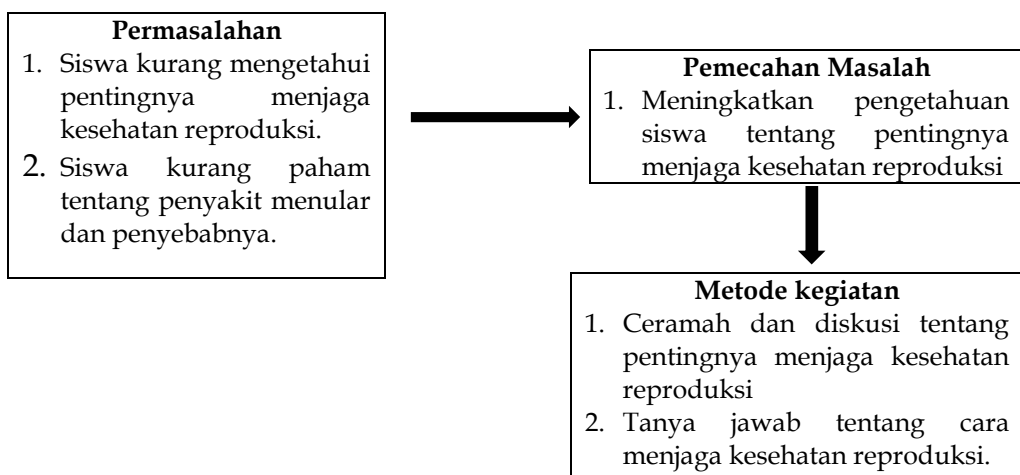 Permasalahan
1. Siswa kurang mengetahui
pentingnya menjaga
kesehatan reproduksi.
2. Siswa kurang paham
tentang penyakit menular
dan penyebabnya.
Pemecahan Masalah
1. Meningkatkan pengetahuan
siswa tentang pentingnya
menjaga kesehatan reproduksi
Metode kegiatan
1. Ceramah dan diskusi tentang
pentingnya menjaga kesehatan
reproduksi
2. Tanya jawab tentang cara
menjaga kesehatan reproduksi.